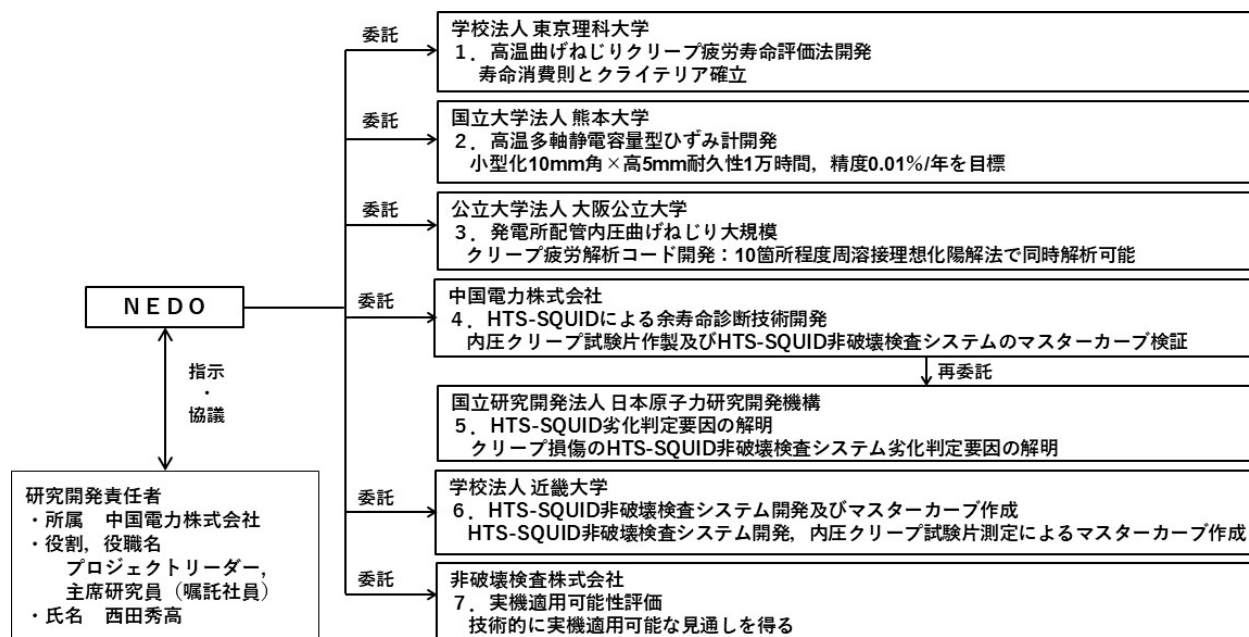 委託
学校法人 東京理科大学
1．高温曲げねじりクリープ疲労寿命評価法開発
寿命消費則とクライテリア確立
委託
国立大学法人 熊本大学
2．高温多軸静電容量型ひずみ計開発
小型化10mm角×高5mm耐久性1万時間，精度0.01%/年を目標
委託
公立大学法人 大阪公立大学
3．発電所配管内圧曲げねじり大規模
クリープ疲労解析コード開発：10箇所程度周溶接理想化陽解法で同時解析可能
NEDO
委託
中国電力株式会社
4．HTS-SQUIDによる余寿命診断技術開発
内圧クリープ試験片作製及びHTS-SQUID非破壊検査システムのマスターカーブ検証
再委託
国立研究開発法人 日本原子力研究開発機構
5．HTS-SQUID劣化判定要因の解明
クリープ損傷のHTS-SQUID非破壊検査システム劣化判定要因の解明
委託
学校法人 近畿大学
6．HTS-SQUID非破壊検査システム開発及びマスターカーブ作成
HTS-SQUID非破壊検査システム開発，内圧クリープ試験片測定によるマスターカーブ作成
委託
非破壊検査株式会社
7．実機適用可能性評価
技術的に実機適用可能な見通しを得る
指示
・
協議
研究開発責任者
・所属　中国電力株式会社
・役割，役職名
プロジェクトリーダー，
主席研究員（嘱託社員）
・氏名　西田秀高